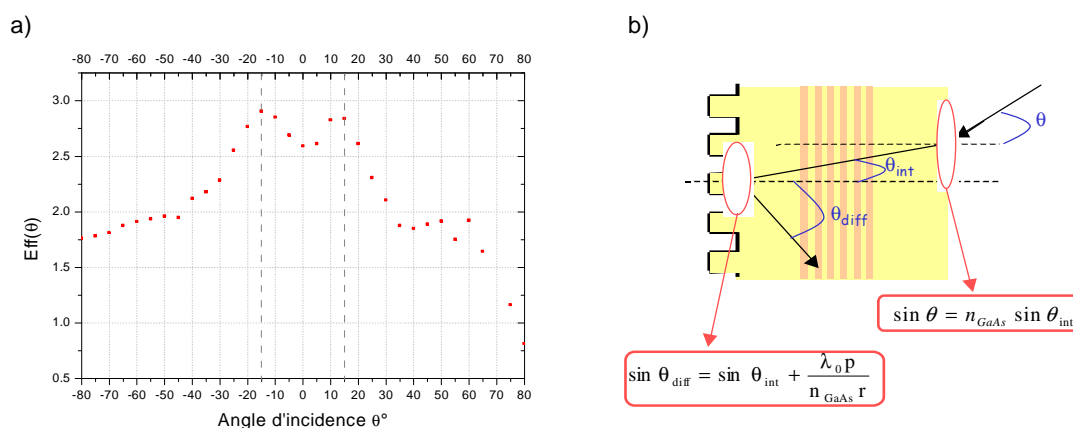 a)
b)
-80 -70 -60 -50 -40 -30 -20 -10 0 10 20 30 40 50 60 70 80
3.0
2.5
2.0
1.5
1.0
0.5
Eff(θ)
-80 -70 -60 -50 -40 -30 -20 -10 0 10 20 30 40 50 60 70 80
Angle d'incidence θ°
θ
θint
θdiff
sin θ = nGaAs sin θint
sin θdiff = sin θint + λ0 p / nGaAs r